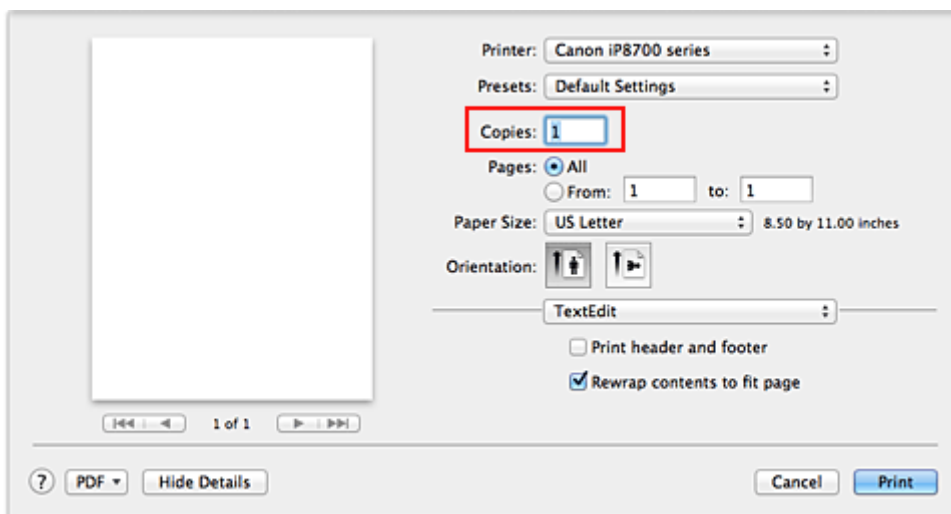 Printer: Canon iP8700 series
Presets: Default Settings
Copies: 1
Pages: All
From: 1 to: 1
Paper Size: US Letter 8.50 by 11.00 inches
Orientation:
TextEdit
Print header and footer
Rewrap contents to fit page
1 of 1
? PDF Hide Details Cancel Print